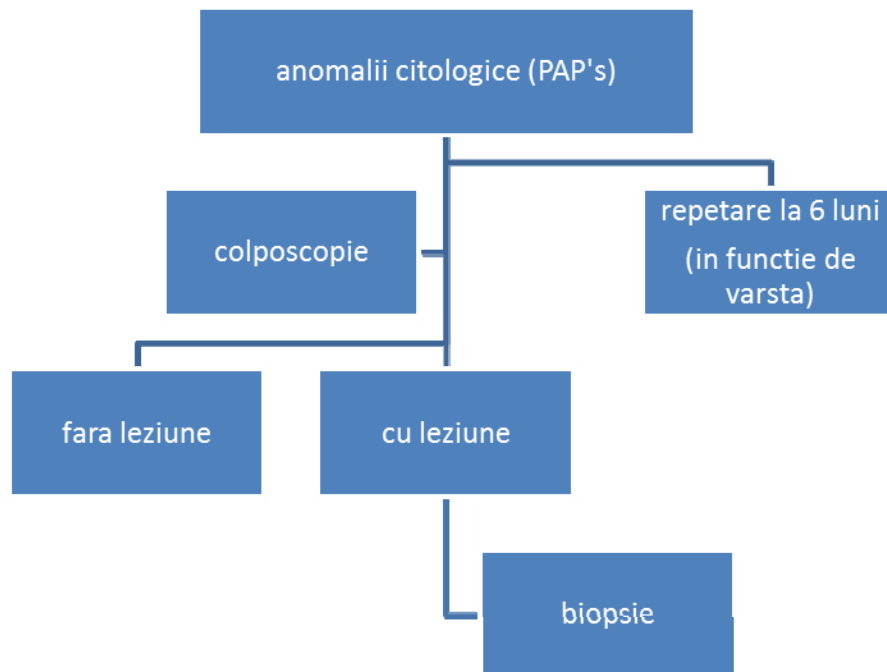 anomalii citologice (PAP's)
colposcopie
repetare la 6 luni
(in functie de
varsta)
fara leziune
cu leziune
biopsie